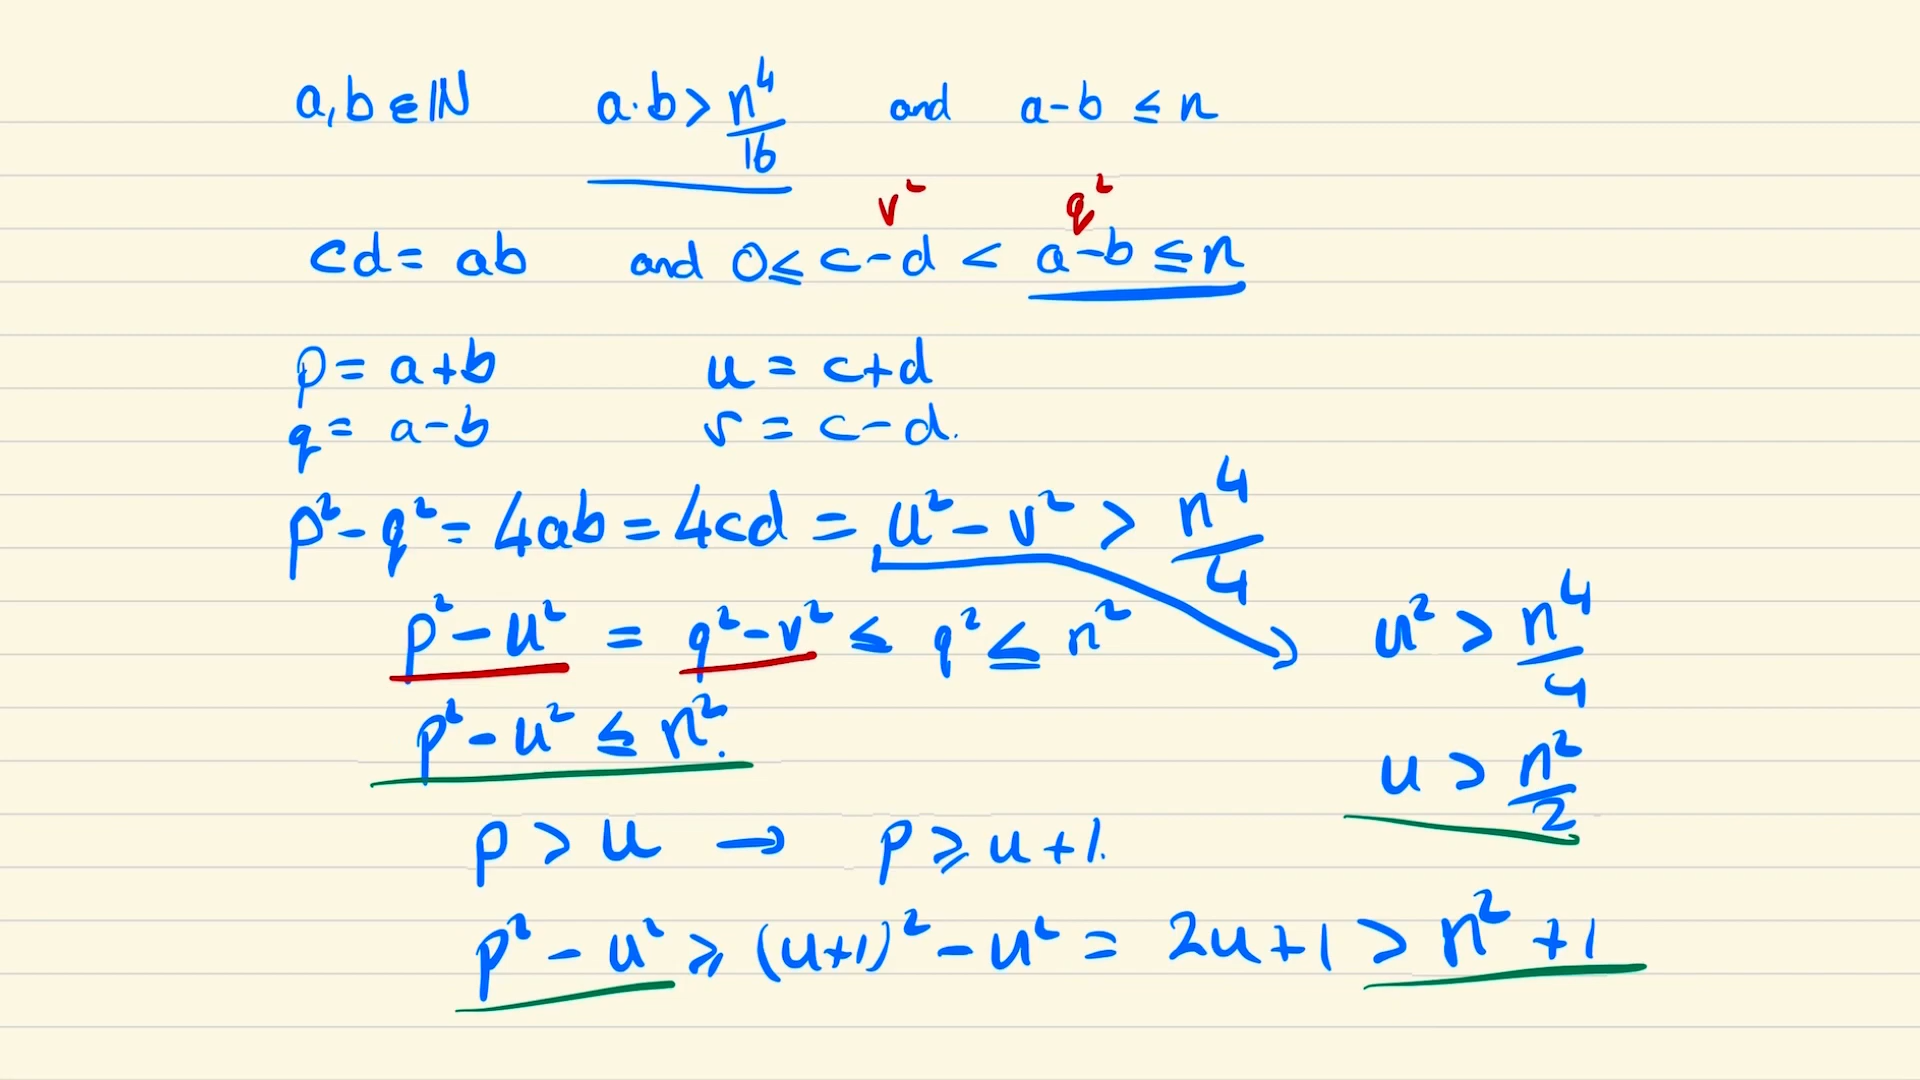 a,b∈ℕ a·b > n⁴/16 and a-b ≤ n
v² q²
cd = ab and 0 ≤ c-d < a-b ≤ n
p = a+b u = c+d
q = a-b v = c-d.
p²-q² = 4ab = 4cd = u²-v² > n⁴/4
p²-u² = q²-v² ≤ q² ≤ n² u² > n⁴/4
p²-u² ≤ n². u > n²/2
p > u → p ≥ u+1.
p²-u² ≥ (u+1)²-u² = 2u+1 > n²+1